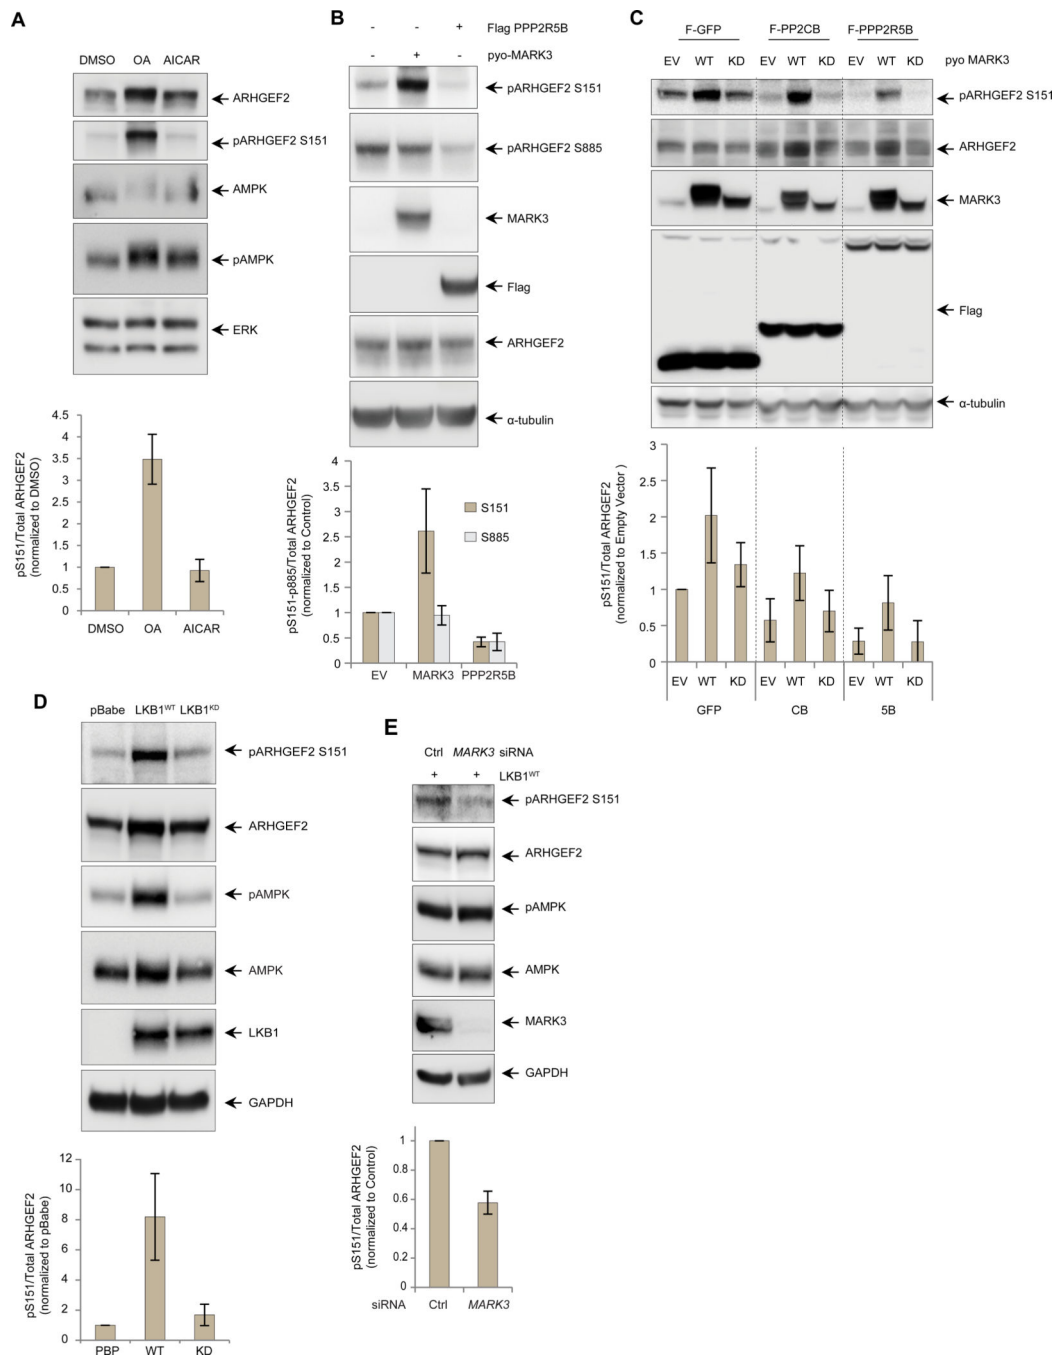 A
DMSO OA AICAR
ARHGEF2
pARHGEF2 S151
AMPK
pAMPK
ERK
pS151/Total ARHGEF2
(normalized to DMSO)
4.5
4
3.5
3
2.5
2
1.5
1
0.5
0
DMSO OA AICAR
B
- - + Flag PPP2R5B
- + - pyo-MARK3
pARHGEF2 S151
pARHGEF2 S885
MARK3
Flag
ARHGEF2
α-tubulin
pS151-p885/Total ARHGEF2
(normalized to Control)
4
3.5
3
2.5
2
1.5
1
0.5
0
S151
S885
EV MARK3 PPP2R5B
C
F-GFP F-PP2CB F-PPP2R5B
EV WT KD EV WT KD EV WT KD pyo MARK3
pARHGEF2 S151
ARHGEF2
MARK3
Flag
α-tubulin
pS151/Total ARHGEF2
(normalized to Empty Vector )
3
2.5
2
1.5
1
0.5
0
EV WT KD EV WT KD EV WT KD
GFP CB 5B
D
pBabe LKB1WT LKB1KD
pARHGEF2 S151
ARHGEF2
pAMPK
AMPK
LKB1
GAPDH
pS151/Total ARHGEF2
(normalized to pBabe)
12
10
8
6
4
2
0
PBP WT KD
E
Ctrl MARK3 siRNA
+ + LKB1WT
pARHGEF2 S151
ARHGEF2
pAMPK
AMPK
MARK3
GAPDH
pS151/Total ARHGEF2
(normalized to Control)
1
0.8
0.6
0.4
0.2
0
siRNA Ctrl MARK3